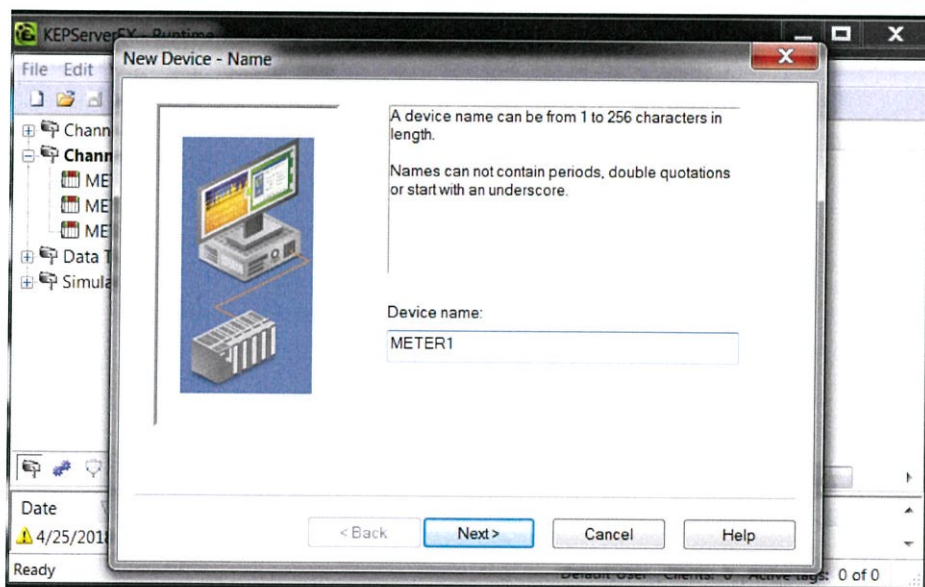 KEPServerEX - Runtime
File Edit
New Device - Name
X
A device name can be from 1 to 256 characters in
length.
Names can not contain periods, double quotations
or start with an underscore.
Chann
Chann
ME
ME
ME
Data T
Simula
Device name:
METER1
Date
4/25/201
< Back
Next >
Cancel
Help
Ready
Default User Clients: 0 Active tags: 0 of 0